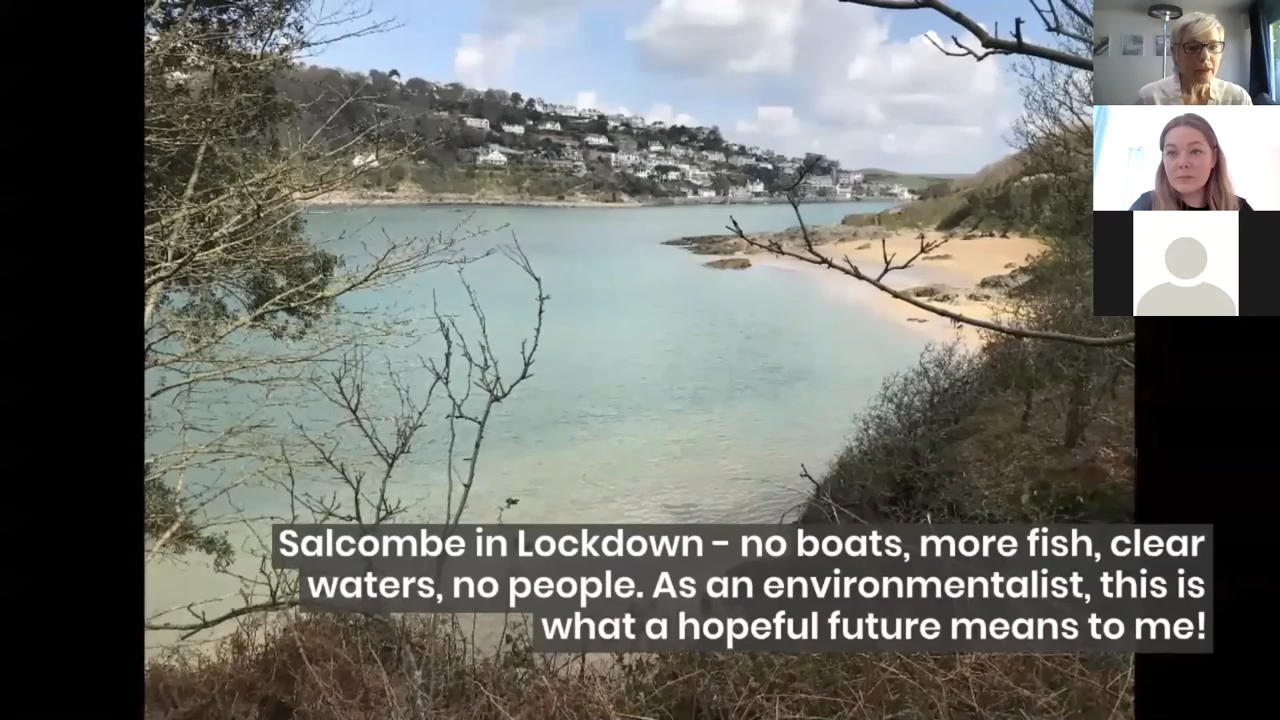 Salcombe in Lockdown - no boats, more fish, clear
waters, no people. As an environmentalist, this is
what a hopeful future means to me!